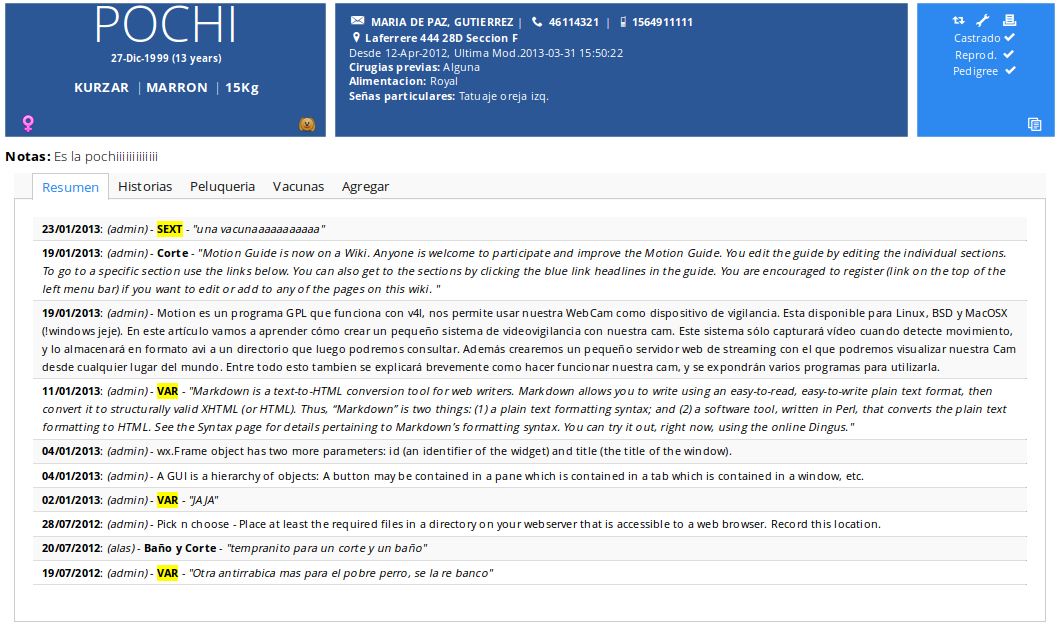 POCHI
27-Dic-1999 (13 years)
KURZAR | MARRON | 15Kg
MARIA DE PAZ, GUTIERREZ | 46114321 | 1564911111
Laferrere 444 28D Seccion F
Desde 12-Apr-2012, Ultima Mod.2013-03-31 15:50:22
Cirugias previas: Alguna
Alimentacion: Royal
Señas particulares: Tatuaje oreja izq.
Castrado
Reprod.
Pedigree
Notas: Es la pochiiiiiiiiiiiii
Resumen Historias Peluqueria Vacunas Agregar
23/01/2013: (admin) - SEXT - "una vacunaaaaaaaaaa"
19/01/2013: (admin) - Corte - "Motion Guide is now on a Wiki. Anyone is welcome to participate and improve the Motion Guide. You edit the guide by editing the individual sections.
To go to a specific section use the links below. You can also get to the sections by clicking the blue link headlines in the guide. You are encouraged to register (link on the top of the
left menu bar) if you want to edit or add to any of the pages on this wiki. "
19/01/2013: (admin) - Motion es un programa GPL que funciona con v4l, nos permite usar nuestra WebCam como dispositivo de vigilancia. Esta disponible para Linux, BSD y MacOSX
(!windows jeje). En este artículo vamos a aprender cómo crear un pequeño sistema de videovigilancia con nuestra cam. Este sistema sólo capturará vídeo cuando detecte movimiento,
y lo almacenará en formato avi a un directorio que luego podremos consultar. Además crearemos un pequeño servidor web de streaming con el que podremos visualizar nuestra Cam
desde cualquier lugar del mundo. Entre todo esto tambien se explicará brevemente como hacer funcionar nuestra cam, y se expondrán varios programas para utilizarla.
11/01/2013: (admin) - VAR - "Markdown is a text-to-HTML conversion tool for web writers. Markdown allows you to write using an easy-to-read, easy-to-write plain text format, then
convert it to structurally valid XHTML (or HTML). Thus, “Markdown” is two things: (1) a plain text formatting syntax; and (2) a software tool, written in Perl, that converts the plain text
formatting to HTML. See the Syntax page for details pertaining to Markdown’s formatting syntax. You can try it out, right now, using the online Dingus."
04/01/2013: (admin) - wx.Frame object has two more parameters: id (an identifier of the widget) and title (the title of the window).
04/01/2013: (admin) - A GUI is a hierarchy of objects: A button may be contained in a pane which is contained in a tab which is contained in a window, etc.
02/01/2013: (admin) - VAR - "JAJA"
28/07/2012: (admin) - Pick n choose - Place at least the required files in a directory on your webserver that is accessible to a web browser. Record this location.
20/07/2012: (alas) - Baño y Corte - "tempranito para un corte y un baño"
19/07/2012: (admin) - VAR - "Otra antirrabica mas para el pobre perro, se la re banco"